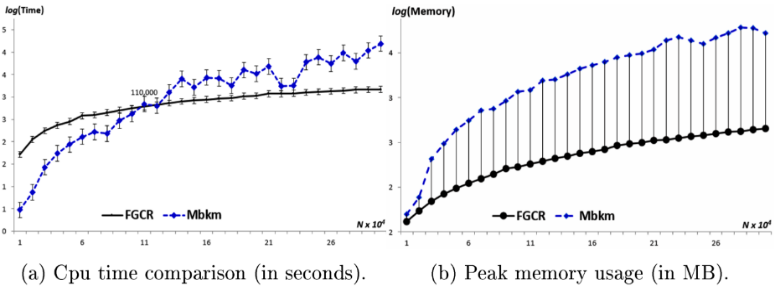 log(Time)
5
4
4
3
3
2
2
1
1
0
110,000
FGCR
Mbkm
N x 10⁴
1
6
11
16
21
26
(a) Cpu time comparison (in seconds).
log(Memory)
4
3
3
2
2
FGCR
Mbkm
N x 10⁴
1
6
11
16
21
26
(b) Peak memory usage (in MB).